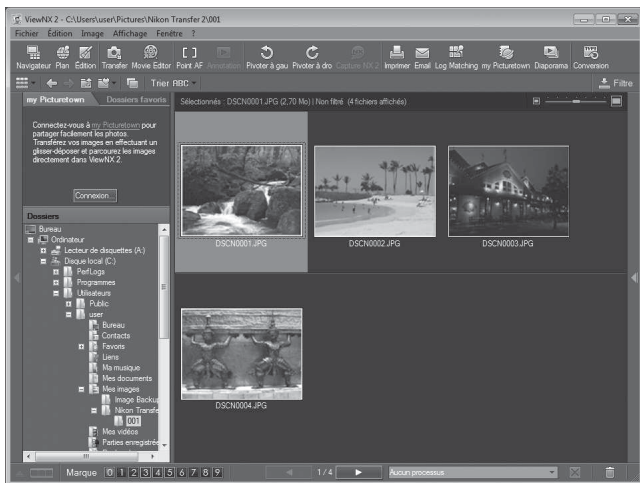 ViewNX 2 - C:\Users\user\Pictures\Nikon Transfer 2\001
Fichier Édition Image Affichage Fenêtre ?
Navigateur Plan Édition Transfer Movie Editor Point AF Annotation Pivoter à gau Pivoter à dro Capture NX 2 Imprimer Email Log Matching my Picturetown Diaporama Conversion
Trier ABC Filtre
my Picturetown Dossiers favoris
Sélectionnés : DSCN0001.JPG (2,70 Mo) | Non filtré (4 fichiers affichés)
Connectez-vous à my Picturetown pour
partager facilement les photos.
Transférez vos images en effectuant un
glisser-déposer et parcourez les images
directement dans ViewNX 2.
Connexion...
Dossiers
Bureau
Ordinateur
Lecteur de disquettes (A:)
Disque local (C:)
PerfLogs
Programmes
Utilisateurs
Public
user
Bureau
Contacts
Favoris
Liens
Ma musique
Mes documents
Mes images
Image Backup
Nikon Transfe
001
Mes vidéos
Parties enregistrée
DSCN0001.JPG
DSCN0002.JPG
DSCN0003.JPG
DSCN0004.JPG
Marque 0 1 2 3 4 5 6 7 8 9
1/4
Aucun processus